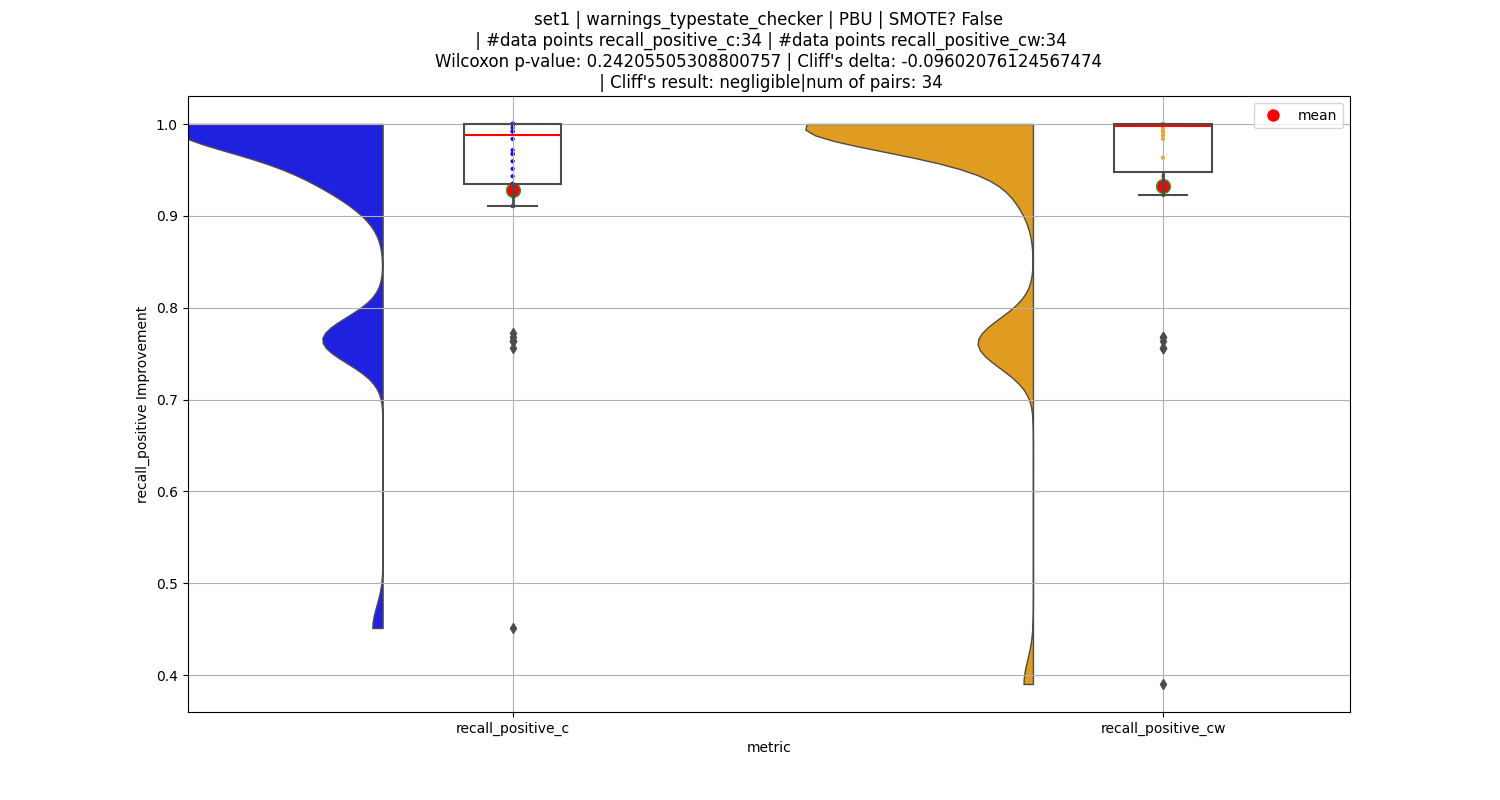 set1 | warnings_typestate_checker | PBU | SMOTE? False
| #data points recall_positive_c:34 | #data points recall_positive_cw:34
Wilcoxon p-value: 0.24205505308800757 | Cliff's delta: -0.09602076124567474
| Cliff's result: negligible|num of pairs: 34
mean
1.0
0.9
0.8
0.7
0.6
0.5
0.4
recall_positive Improvement
recall_positive_c
recall_positive_cw
metric